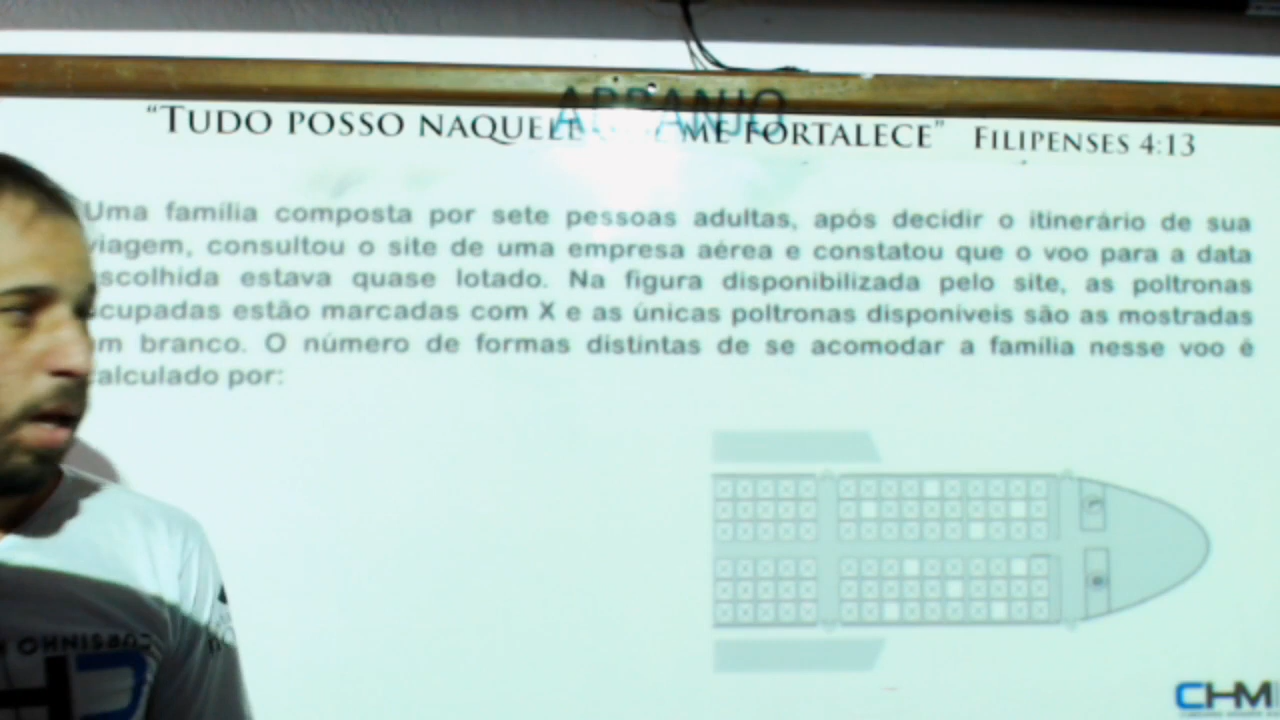 ARRANJO
“TUDO POSSO NAQUELE ME FORTALECE” FILIPENSES 4:13
Uma família composta por sete pessoas adultas, após decidir o itinerário de sua
viagem, consultou o site de uma empresa aérea e constatou que o voo para a data
escolhida estava quase lotado. Na figura disponibilizada pelo site, as poltronas
ocupadas estão marcadas com X e as únicas poltronas disponíveis são as mostradas
em branco. O número de formas distintas de se acomodar a família nesse voo é
calculado por:
CURSINHO
CHM